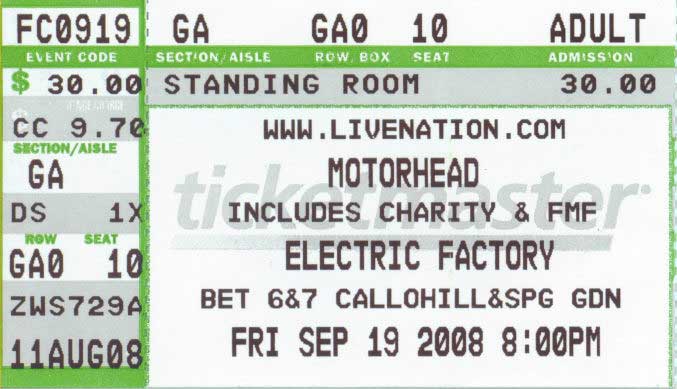 FC0919 GA GA0 10 ADULT
EVENT CODE SECTION/AISLE ROW/BOX SEAT ADMISSION
$ 30.00 STANDING ROOM 30.00
CC 9.70 WWW.LIVENATION.COM
SECTION/AISLE
GA MOTORHEAD
ticketmaster
DS 1X INCLUDES CHARITY & FMF
ROW SEAT
GA0 10 ELECTRIC FACTORY
ZWS729A BET 6&7 CALLOHILL&SPG GDN
11AUG08 FRI SEP 19 2008 8:00PM